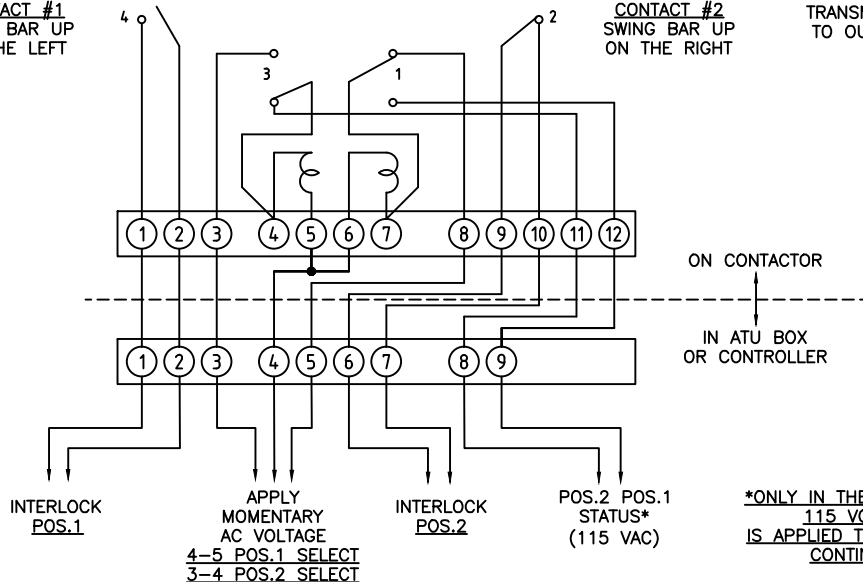 ACT #1
BAR UP
HE LEFT
4
3
1
2
CONTACT #2
SWING BAR UP
ON THE RIGHT
TRANSM
TO OU
1 2 3 4 5 6 7 8 9 10 11 12
ON CONTACTOR
IN ATU BOX
OR CONTROLLER
1 2 3 4 5 6 7 8 9
INTERLOCK
POS.1
APPLY
MOMENTARY
AC VOLTAGE
4-5 POS.1 SELECT
3-4 POS.2 SELECT
INTERLOCK
POS.2
POS.2 POS.1
STATUS*
(115 VAC)
*ONLY IN THE
115 VO
IS APPLIED T
CONTIN